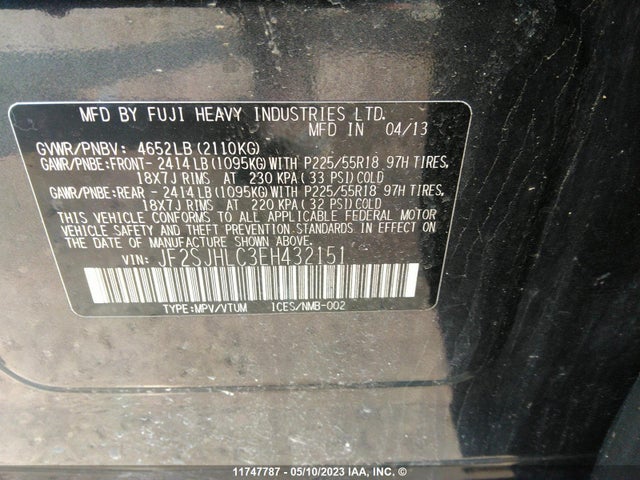 MFD BY FUJI HEAVY INDUSTRIES LTD.
MFD IN 04/13
GVWR/PNBV: 4652LB(2110KG)
GAWR/PNBE:FRONT- 2414LB(1095KG)WITH P225/55R18 97H TIRES,
18X7J RIMS AT 230 KPA(33 PSI)COLD
GAWR/PNBE:REAR - 2414LB(1095KG)WITH P225/55R18 97H TIRES,
18X7J RIMS AT 220 KPA(32 PSI)COLD
THIS VEHICLE CONFORMS TO ALL APPLICABLE FEDERAL MOTOR
VEHICLE SAFETY AND THEFT PREVENTION STANDARDS IN EFFECT ON
THE DATE OF MANUFACTURE SHOWN ABOVE.
VIN: JF2SJHLC3EH432151
TYPE:MPV/VTUM ICES/NMB-002
11747787 - 05/10/2023 IAA, INC.©